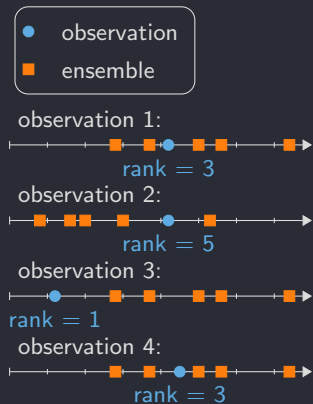 observation
ensemble
observation 1:
rank = 3
observation 2:
rank = 5
observation 3:
rank = 1
observation 4:
rank = 3